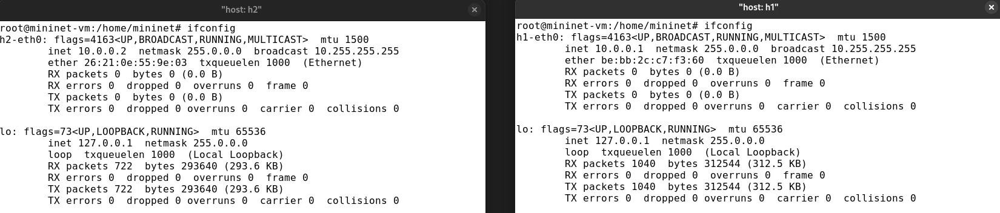 "host: h2"
root@mininet-vm:/home/mininet# ifconfig
h2-eth0: flags=4163<UP,BROADCAST,RUNNING,MULTICAST>  mtu 1500
        inet 10.0.0.2  netmask 255.0.0.0  broadcast 10.255.255.255
        ether 26:21:0e:55:9e:03  txqueuelen 1000  (Ethernet)
        RX packets 0  bytes 0 (0.0 B)
        RX errors 0  dropped 0  overruns 0  frame 0
        TX packets 0  bytes 0 (0.0 B)
        TX errors 0  dropped 0 overruns 0  carrier 0  collisions 0

lo: flags=73<UP,LOOPBACK,RUNNING>  mtu 65536
        inet 127.0.0.1  netmask 255.0.0.0
        loop  txqueuelen 1000  (Local Loopback)
        RX packets 722  bytes 293640 (293.6 KB)
        RX errors 0  dropped 0  overruns 0  frame 0
        TX packets 722  bytes 293640 (293.6 KB)
        TX errors 0  dropped 0 overruns 0  carrier 0  collisions 0
"host: h1"
root@mininet-vm:/home/mininet# ifconfig
h1-eth0: flags=4163<UP,BROADCAST,RUNNING,MULTICAST>  mtu 1500
        inet 10.0.0.1  netmask 255.0.0.0  broadcast 10.255.255.255
        ether be:bb:2c:c7:f3:60  txqueuelen 1000  (Ethernet)
        RX packets 0  bytes 0 (0.0 B)
        RX errors 0  dropped 0  overruns 0  frame 0
        TX packets 0  bytes 0 (0.0 B)
        TX errors 0  dropped 0 overruns 0  carrier 0  collisions 0

lo: flags=73<UP,LOOPBACK,RUNNING>  mtu 65536
        inet 127.0.0.1  netmask 255.0.0.0
        loop  txqueuelen 1000  (Local Loopback)
        RX packets 1040  bytes 312544 (312.5 KB)
        RX errors 0  dropped 0  overruns 0  frame 0
        TX packets 1040  bytes 312544 (312.5 KB)
        TX errors 0  dropped 0 overruns 0  carrier 0  collisions 0